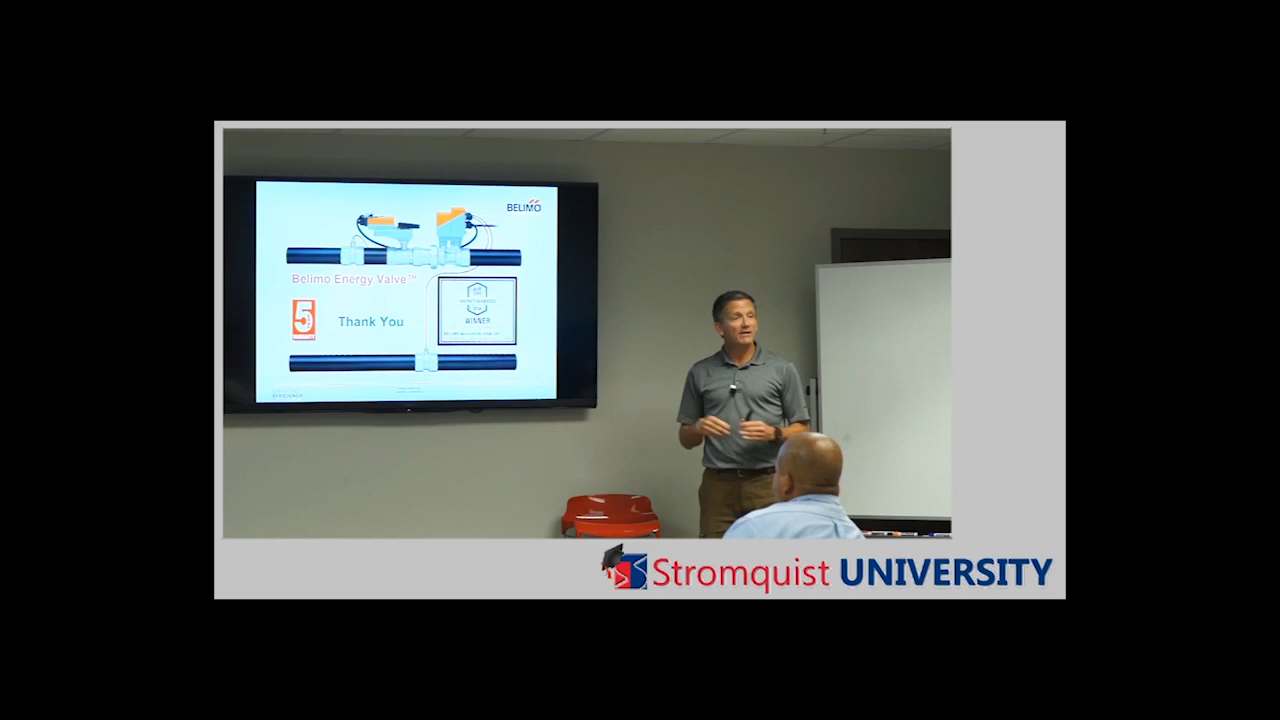 BELIMO
Belimo Energy Valve™
5
Thank You
WINNER
Stromquist UNIVERSITY